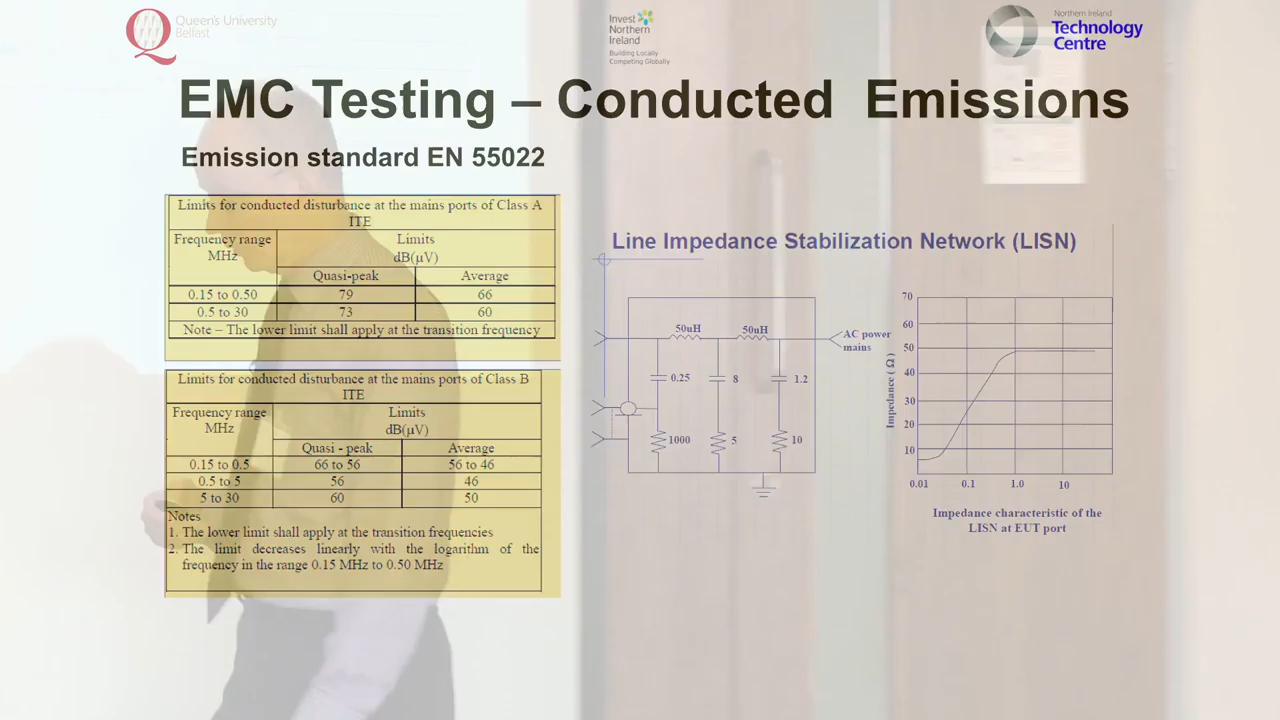 Queen's University
Belfast
Invest
Northern
Ireland
Building Locally
Competing Globally
Northern Ireland
Technology
Centre
EMC Testing – Conducted Emissions
Emission standard EN 55022
Limits for conducted disturbance at the mains ports of Class A
ITE
Frequency range
MHz
Limits
dB(µV)
Quasi-peak Average
0.15 to 0.50 79 66
0.5 to 30 73 60
Note – The lower limit shall apply at the transition frequency
Limits for conducted disturbance at the mains ports of Class B
ITE
Frequency range
MHz
Limits
dB(µV)
Quasi - peak Average
0.15 to 0.5 66 to 56 56 to 46
0.5 to 5 56 46
5 to 30 60 50
Notes
1. The lower limit shall apply at the transition frequencies
2. The limit decreases linearly with the logarithm of the
frequency in the range 0.15 MHz to 0.50 MHz
Line Impedance Stabilization Network (LISN)
50uH 50uH
AC power
mains
0.25 8 1.2
1000 5 10
Impedance (Ω)
70
60
50
40
30
20
10
0.01 0.1 1.0 10
Impedance characteristic of the
LISN at EUT port